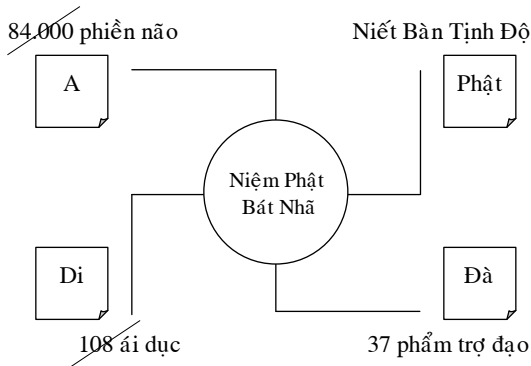 84.000 phiền não
Niết Bàn Tịnh Độ
A
Phật
Niệm Phật
Bát Nhã
Di
Đà
108 ái dục
37 phẩm trợ đạo